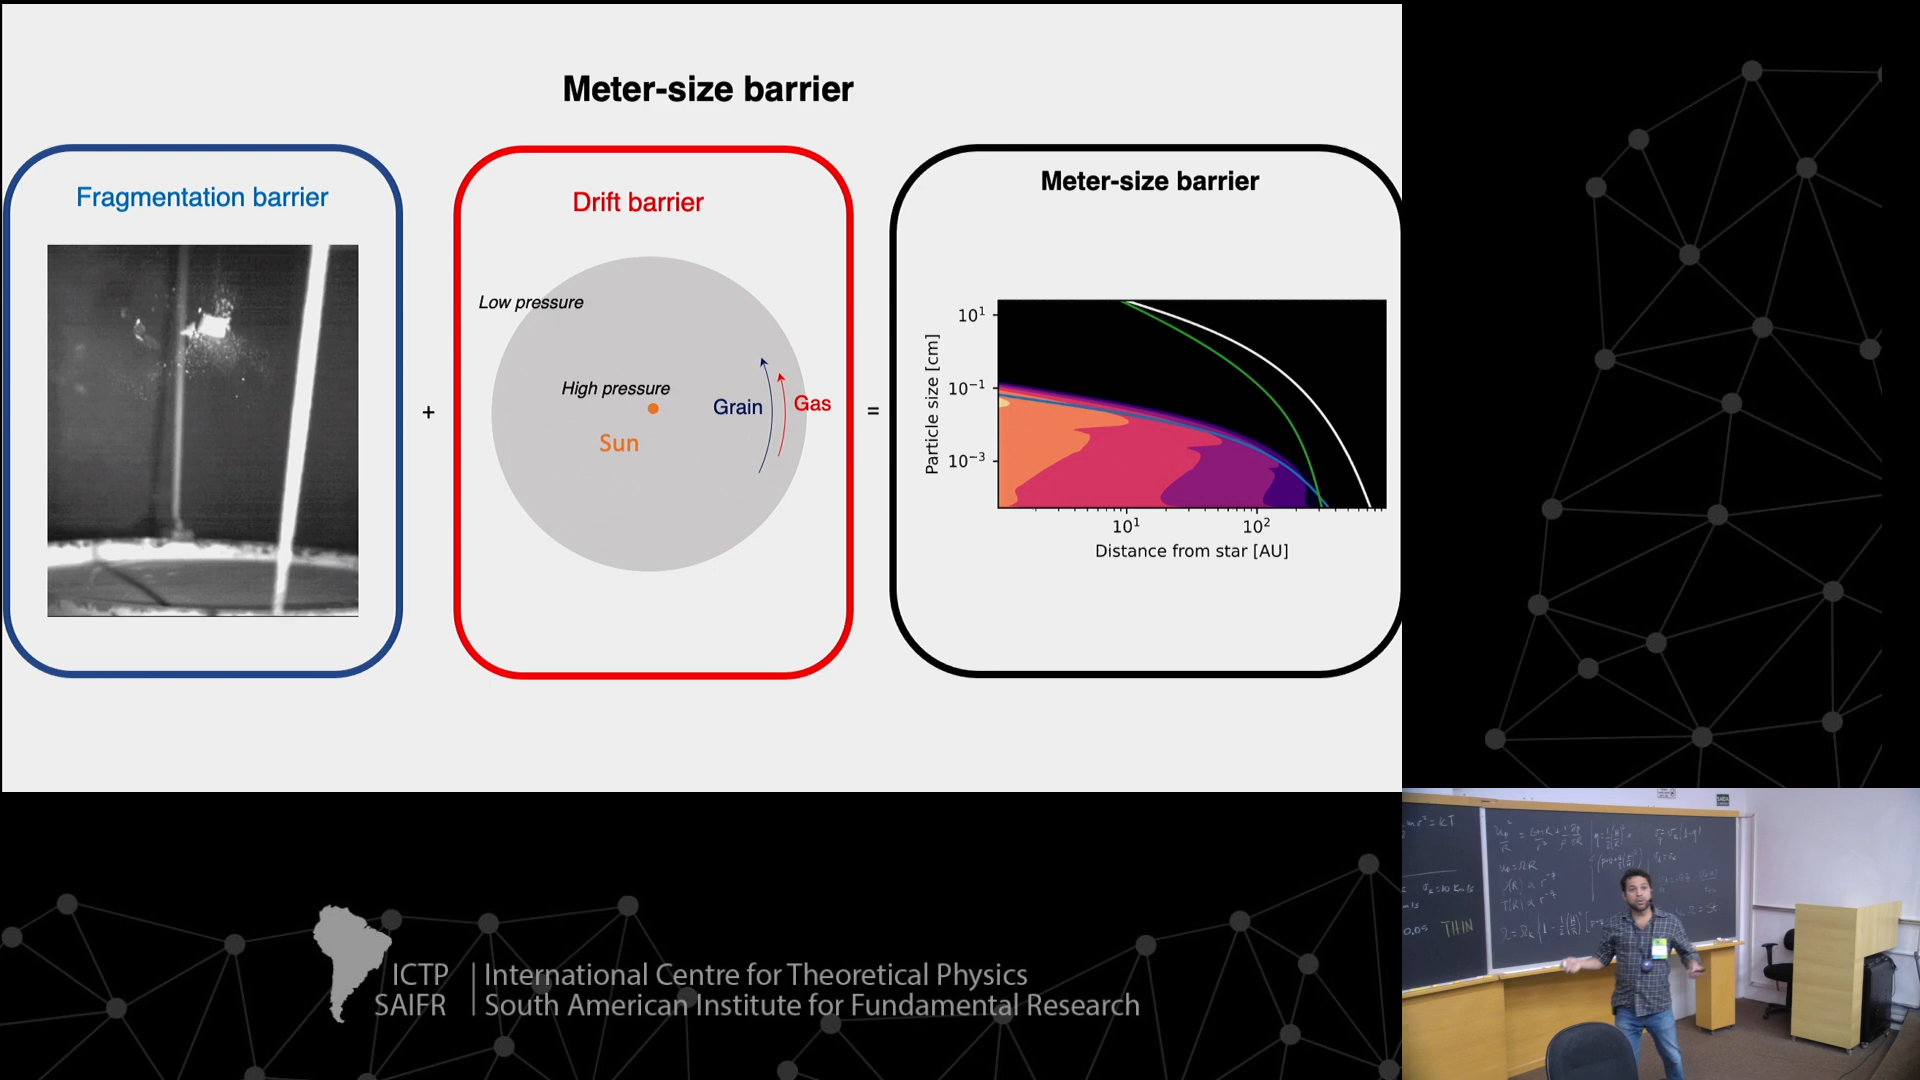 Meter-size barrier
Fragmentation barrier
+
Drift barrier
Low pressure
High pressure
Sun
Grain
Gas
=
Meter-size barrier
Particle size [cm]
10¹
10⁻¹
10⁻³
10¹
10²
Distance from star [AU]
THIN
ICTP
SAIFR
International Centre for Theoretical Physics
South American Institute for Fundamental Research